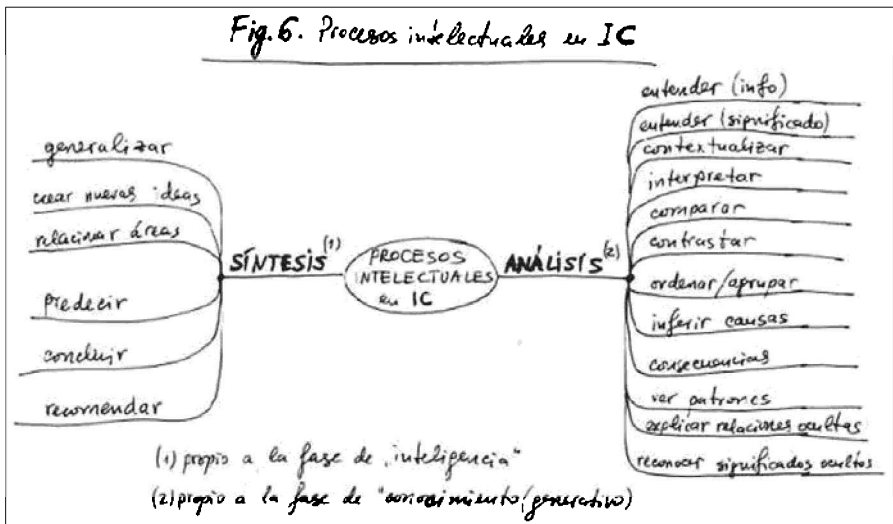 Fig. 6. Procesos intelectuales en IC
generalizar
crear nuevas ideas
relacionar áreas
predecir
concluir
recomendar
SÍNTESIS (1)
PROCESOS
INTELECTUALES
en IC
ANÁLISIS (2)
entender (info)
entender (significado)
contextualizar
interpretar
comparar
contrastar
ordenar/agrupar
inferir causas
consecuencias
ver patrones
explicar relaciones ocultas
reconocer significados ocultos
(1) propio a la fase de „inteligencia“
(2) propio a la fase de "conocimiento/generativo)